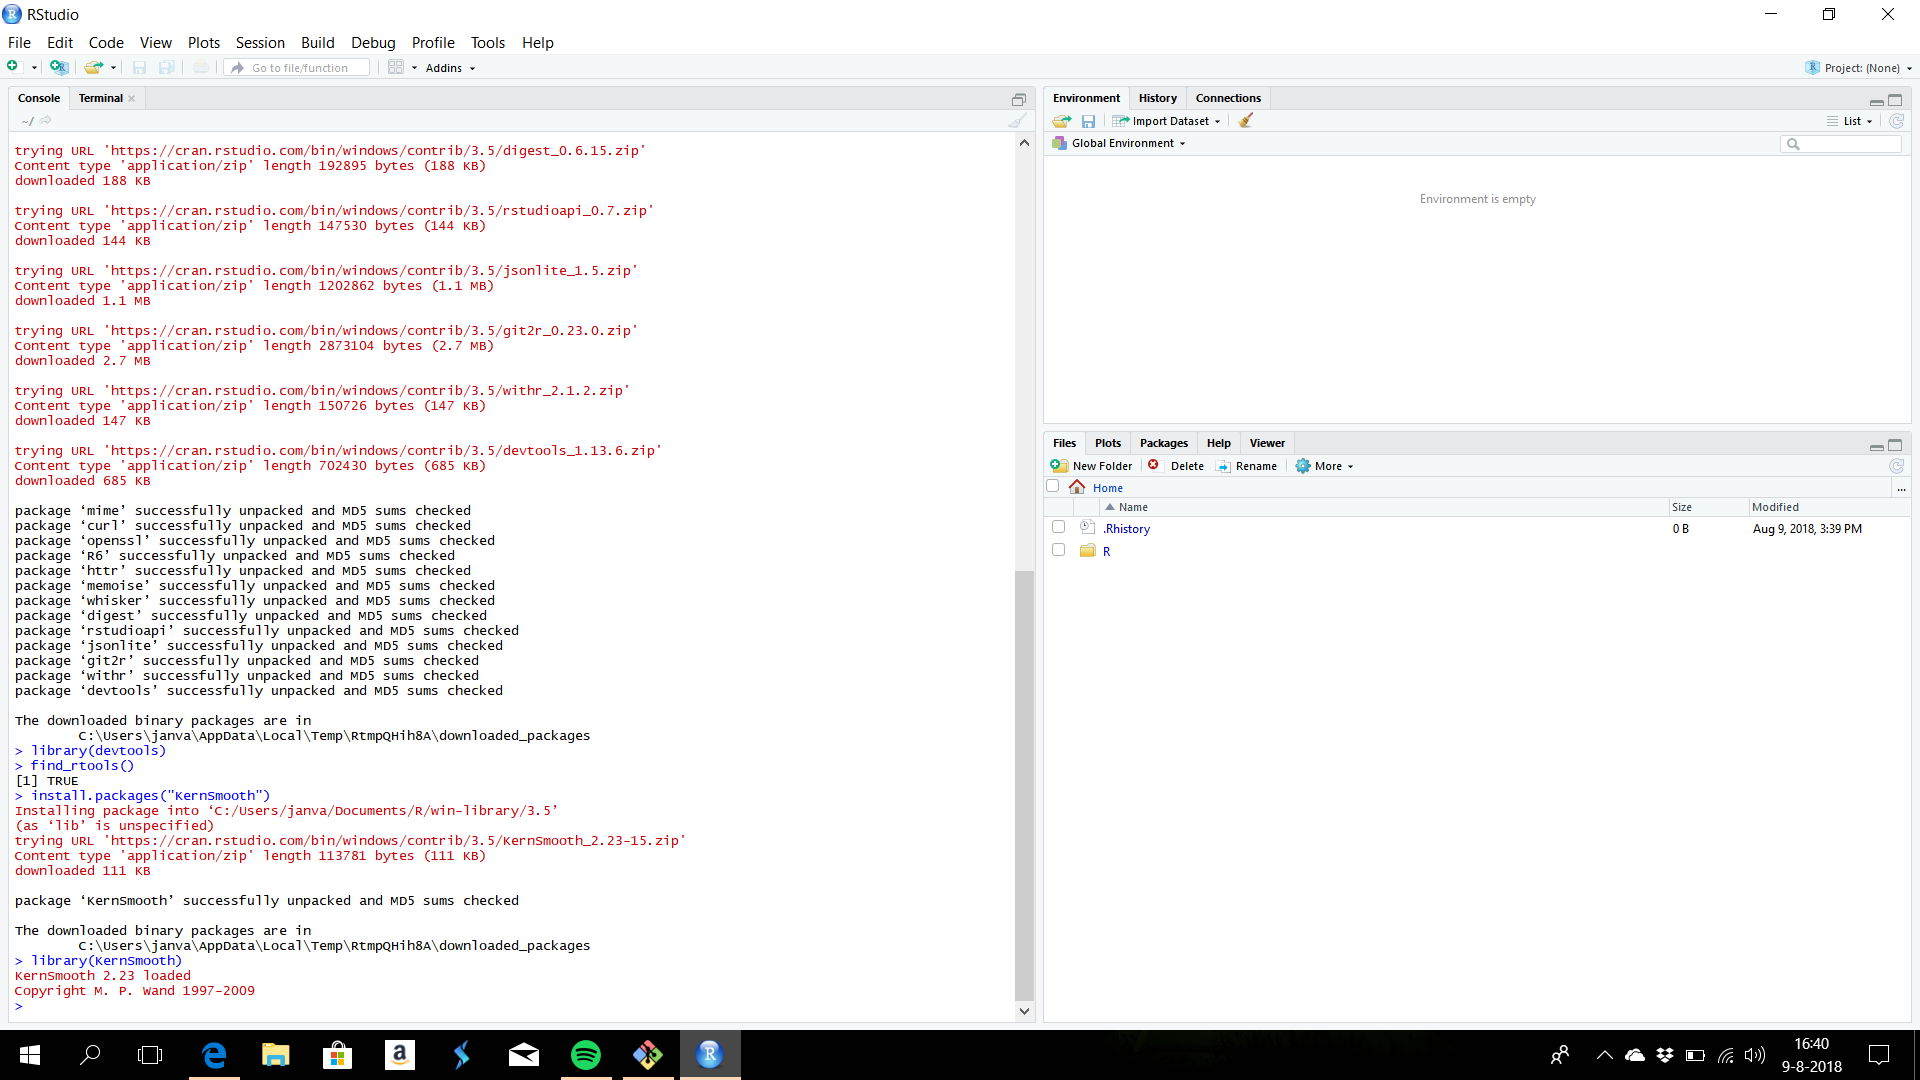 RStudio
File Edit Code View Plots Session Build Debug Profile Tools Help
Go to file/function Addins Project: (None)
Console Terminal
~/
trying URL 'https://cran.rstudio.com/bin/windows/contrib/3.5/digest_0.6.15.zip'
Content type 'application/zip' length 192895 bytes (188 KB)
downloaded 188 KB
trying URL 'https://cran.rstudio.com/bin/windows/contrib/3.5/rstudioapi_0.7.zip'
Content type 'application/zip' length 147530 bytes (144 KB)
downloaded 144 KB
trying URL 'https://cran.rstudio.com/bin/windows/contrib/3.5/jsonlite_1.5.zip'
Content type 'application/zip' length 1202862 bytes (1.1 MB)
downloaded 1.1 MB
trying URL 'https://cran.rstudio.com/bin/windows/contrib/3.5/git2r_0.23.0.zip'
Content type 'application/zip' length 2873104 bytes (2.7 MB)
downloaded 2.7 MB
trying URL 'https://cran.rstudio.com/bin/windows/contrib/3.5/withr_2.1.2.zip'
Content type 'application/zip' length 150726 bytes (147 KB)
downloaded 147 KB
trying URL 'https://cran.rstudio.com/bin/windows/contrib/3.5/devtools_1.13.6.zip'
Content type 'application/zip' length 702430 bytes (685 KB)
downloaded 685 KB
package ‘mime’ successfully unpacked and MD5 sums checked
package ‘curl’ successfully unpacked and MD5 sums checked
package ‘openssl’ successfully unpacked and MD5 sums checked
package ‘R6’ successfully unpacked and MD5 sums checked
package ‘httr’ successfully unpacked and MD5 sums checked
package ‘memoise’ successfully unpacked and MD5 sums checked
package ‘whisker’ successfully unpacked and MD5 sums checked
package ‘digest’ successfully unpacked and MD5 sums checked
package ‘rstudioapi’ successfully unpacked and MD5 sums checked
package ‘jsonlite’ successfully unpacked and MD5 sums checked
package ‘git2r’ successfully unpacked and MD5 sums checked
package ‘withr’ successfully unpacked and MD5 sums checked
package ‘devtools’ successfully unpacked and MD5 sums checked
The downloaded binary packages are in
C:\Users\janva\AppData\Local\Temp\RtmpQHih8A\downloaded_packages
> library(devtools)
> find_rtools()
[1] TRUE
> install.packages("KernSmooth")
Installing package into ‘C:/Users/janva/Documents/R/win-library/3.5’
(as ‘lib’ is unspecified)
trying URL 'https://cran.rstudio.com/bin/windows/contrib/3.5/KernSmooth_2.23-15.zip'
Content type 'application/zip' length 113781 bytes (111 KB)
downloaded 111 KB
package ‘KernSmooth’ successfully unpacked and MD5 sums checked
The downloaded binary packages are in
C:\Users\janva\AppData\Local\Temp\RtmpQHih8A\downloaded_packages
> library(KernSmooth)
KernSmooth 2.23 loaded
Copyright M. P. Wand 1997-2009
>
Environment History Connections
Import Dataset List
Global Environment
Environment is empty
Files Plots Packages Help Viewer
New Folder Delete Rename More
Home ...
Name Size Modified
.Rhistory 0 B Aug 9, 2018, 3:39 PM
R
16:40
9-8-2018